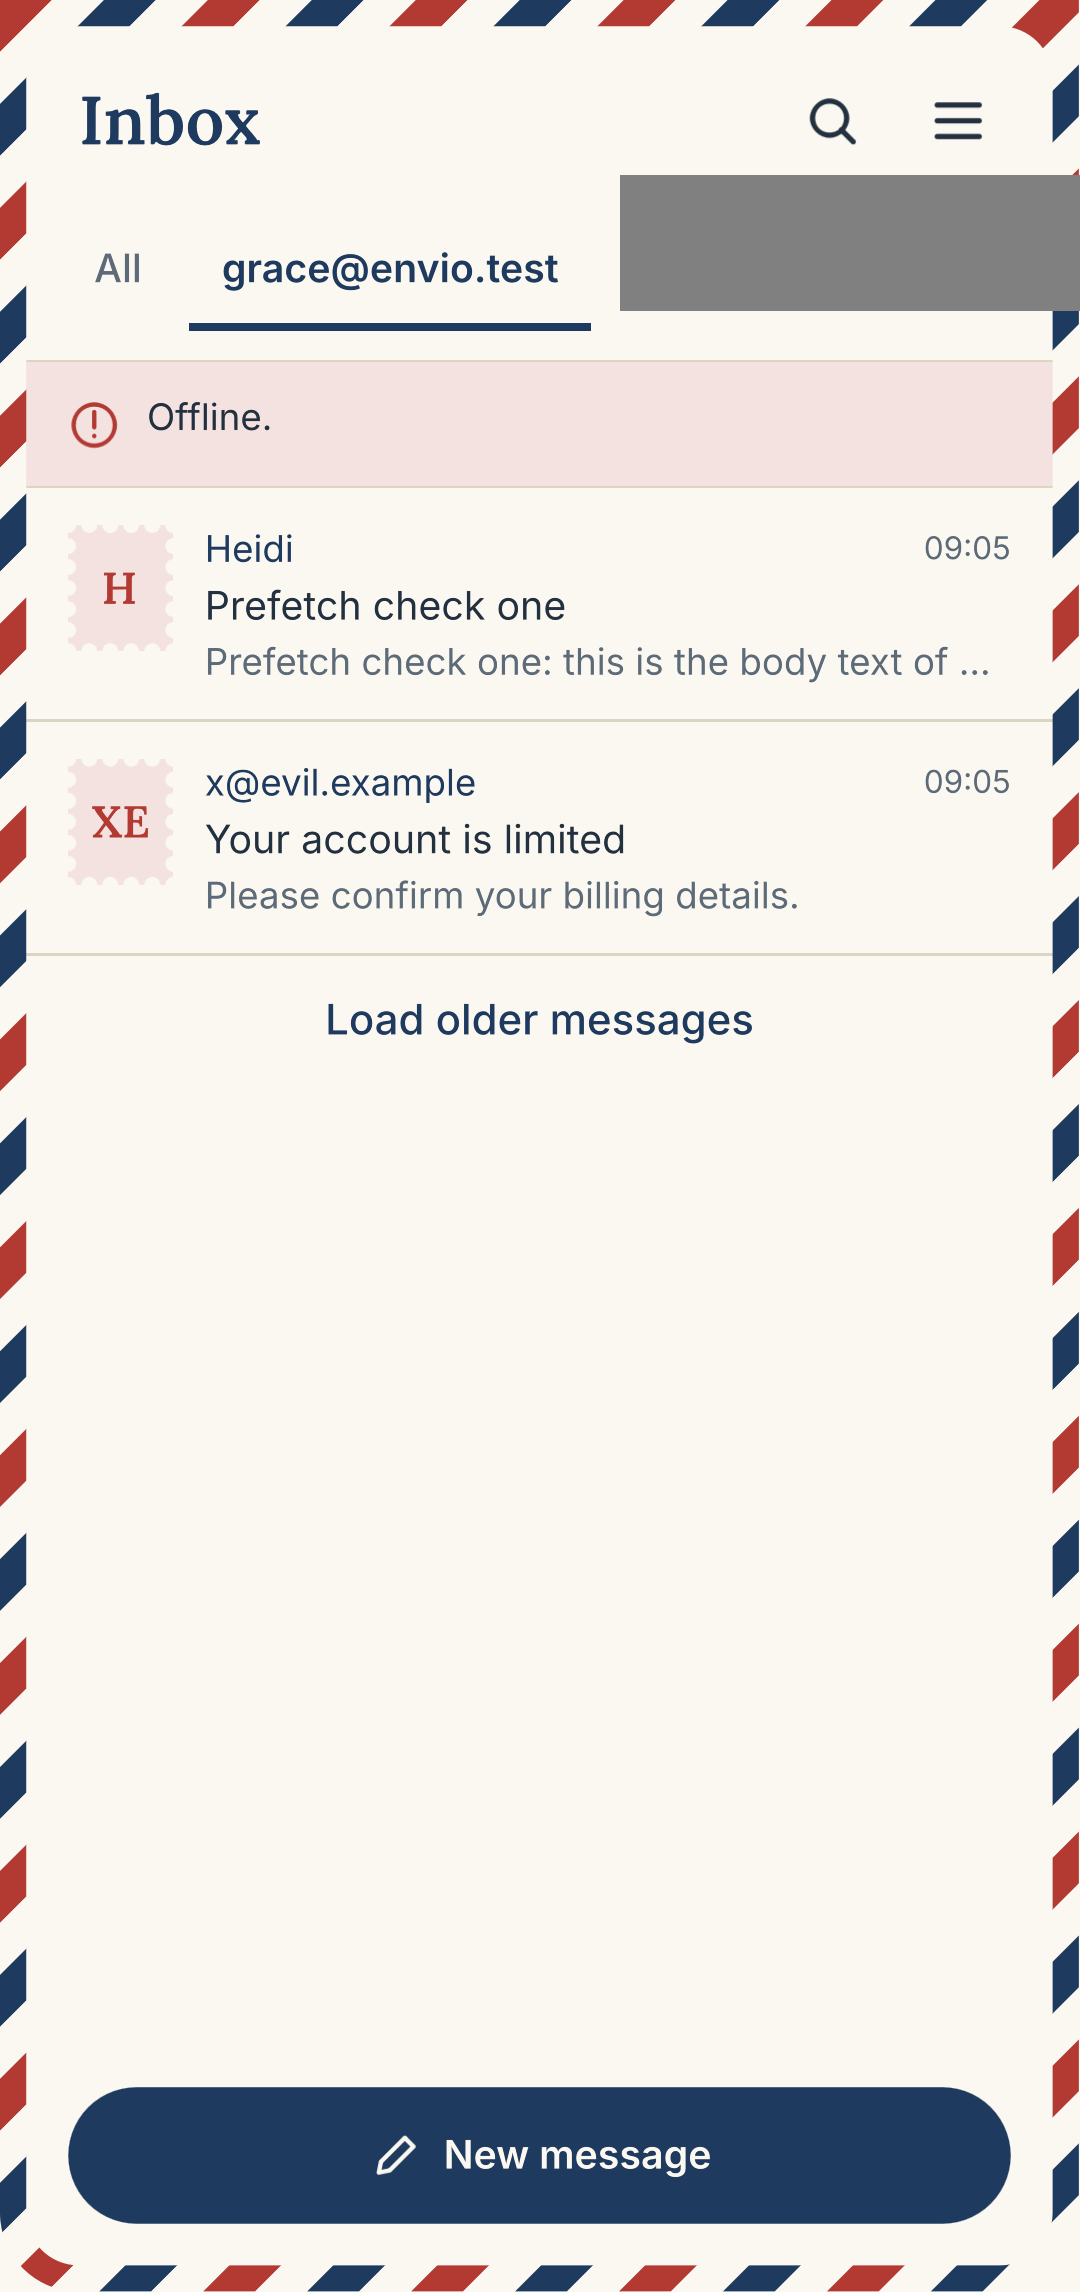 Inbox
All
grace@envio.test
Offline.
H
Heidi
09:05
Prefetch check one
Prefetch check one: this is the body text of ...
XE
x@evil.example
09:05
Your account is limited
Please confirm your billing details.
Load older messages
New message